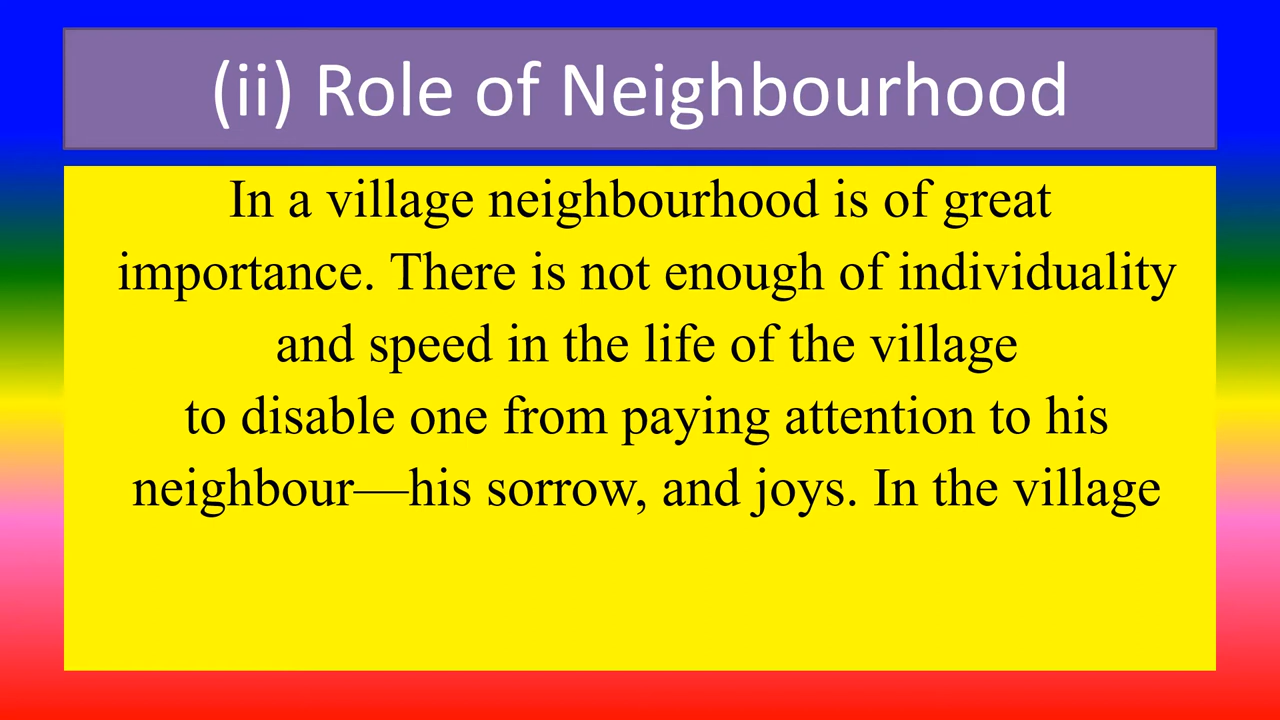 (ii) Role of Neighbourhood
In a village neighbourhood is of great
importance. There is not enough of individuality
and speed in the life of the village
to disable one from paying attention to his
neighbour—his sorrow, and joys. In the village